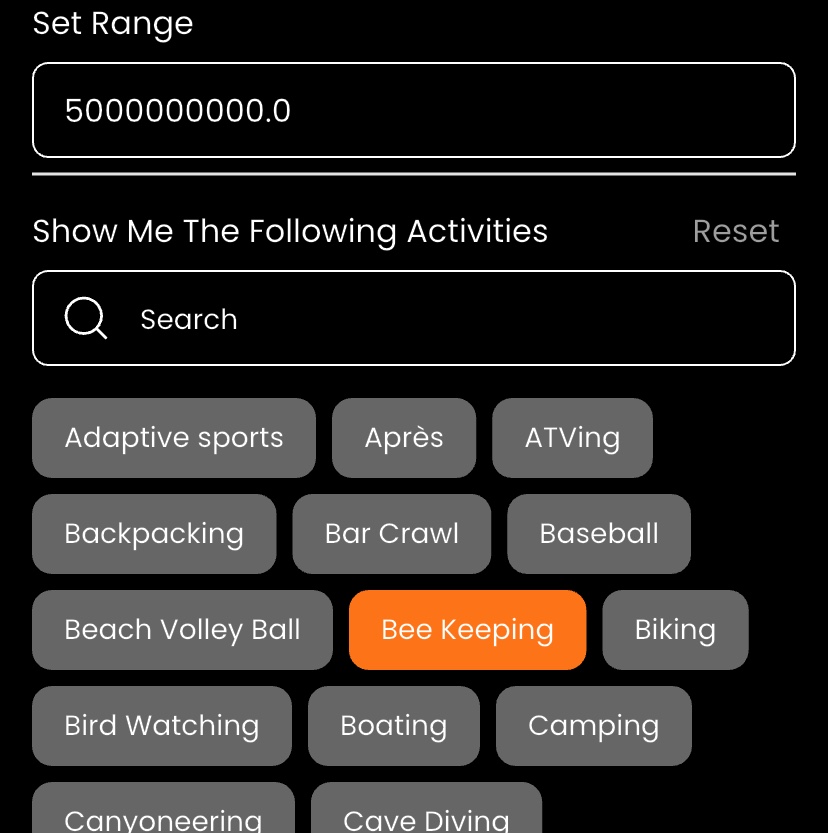 Set Range
5000000000.0
Show Me The Following Activities Reset
Search
Adaptive sports Après ATVing
Backpacking Bar Crawl Baseball
Beach Volley Ball Bee Keeping Biking
Bird Watching Boating Camping
Canyoneering Cave Diving